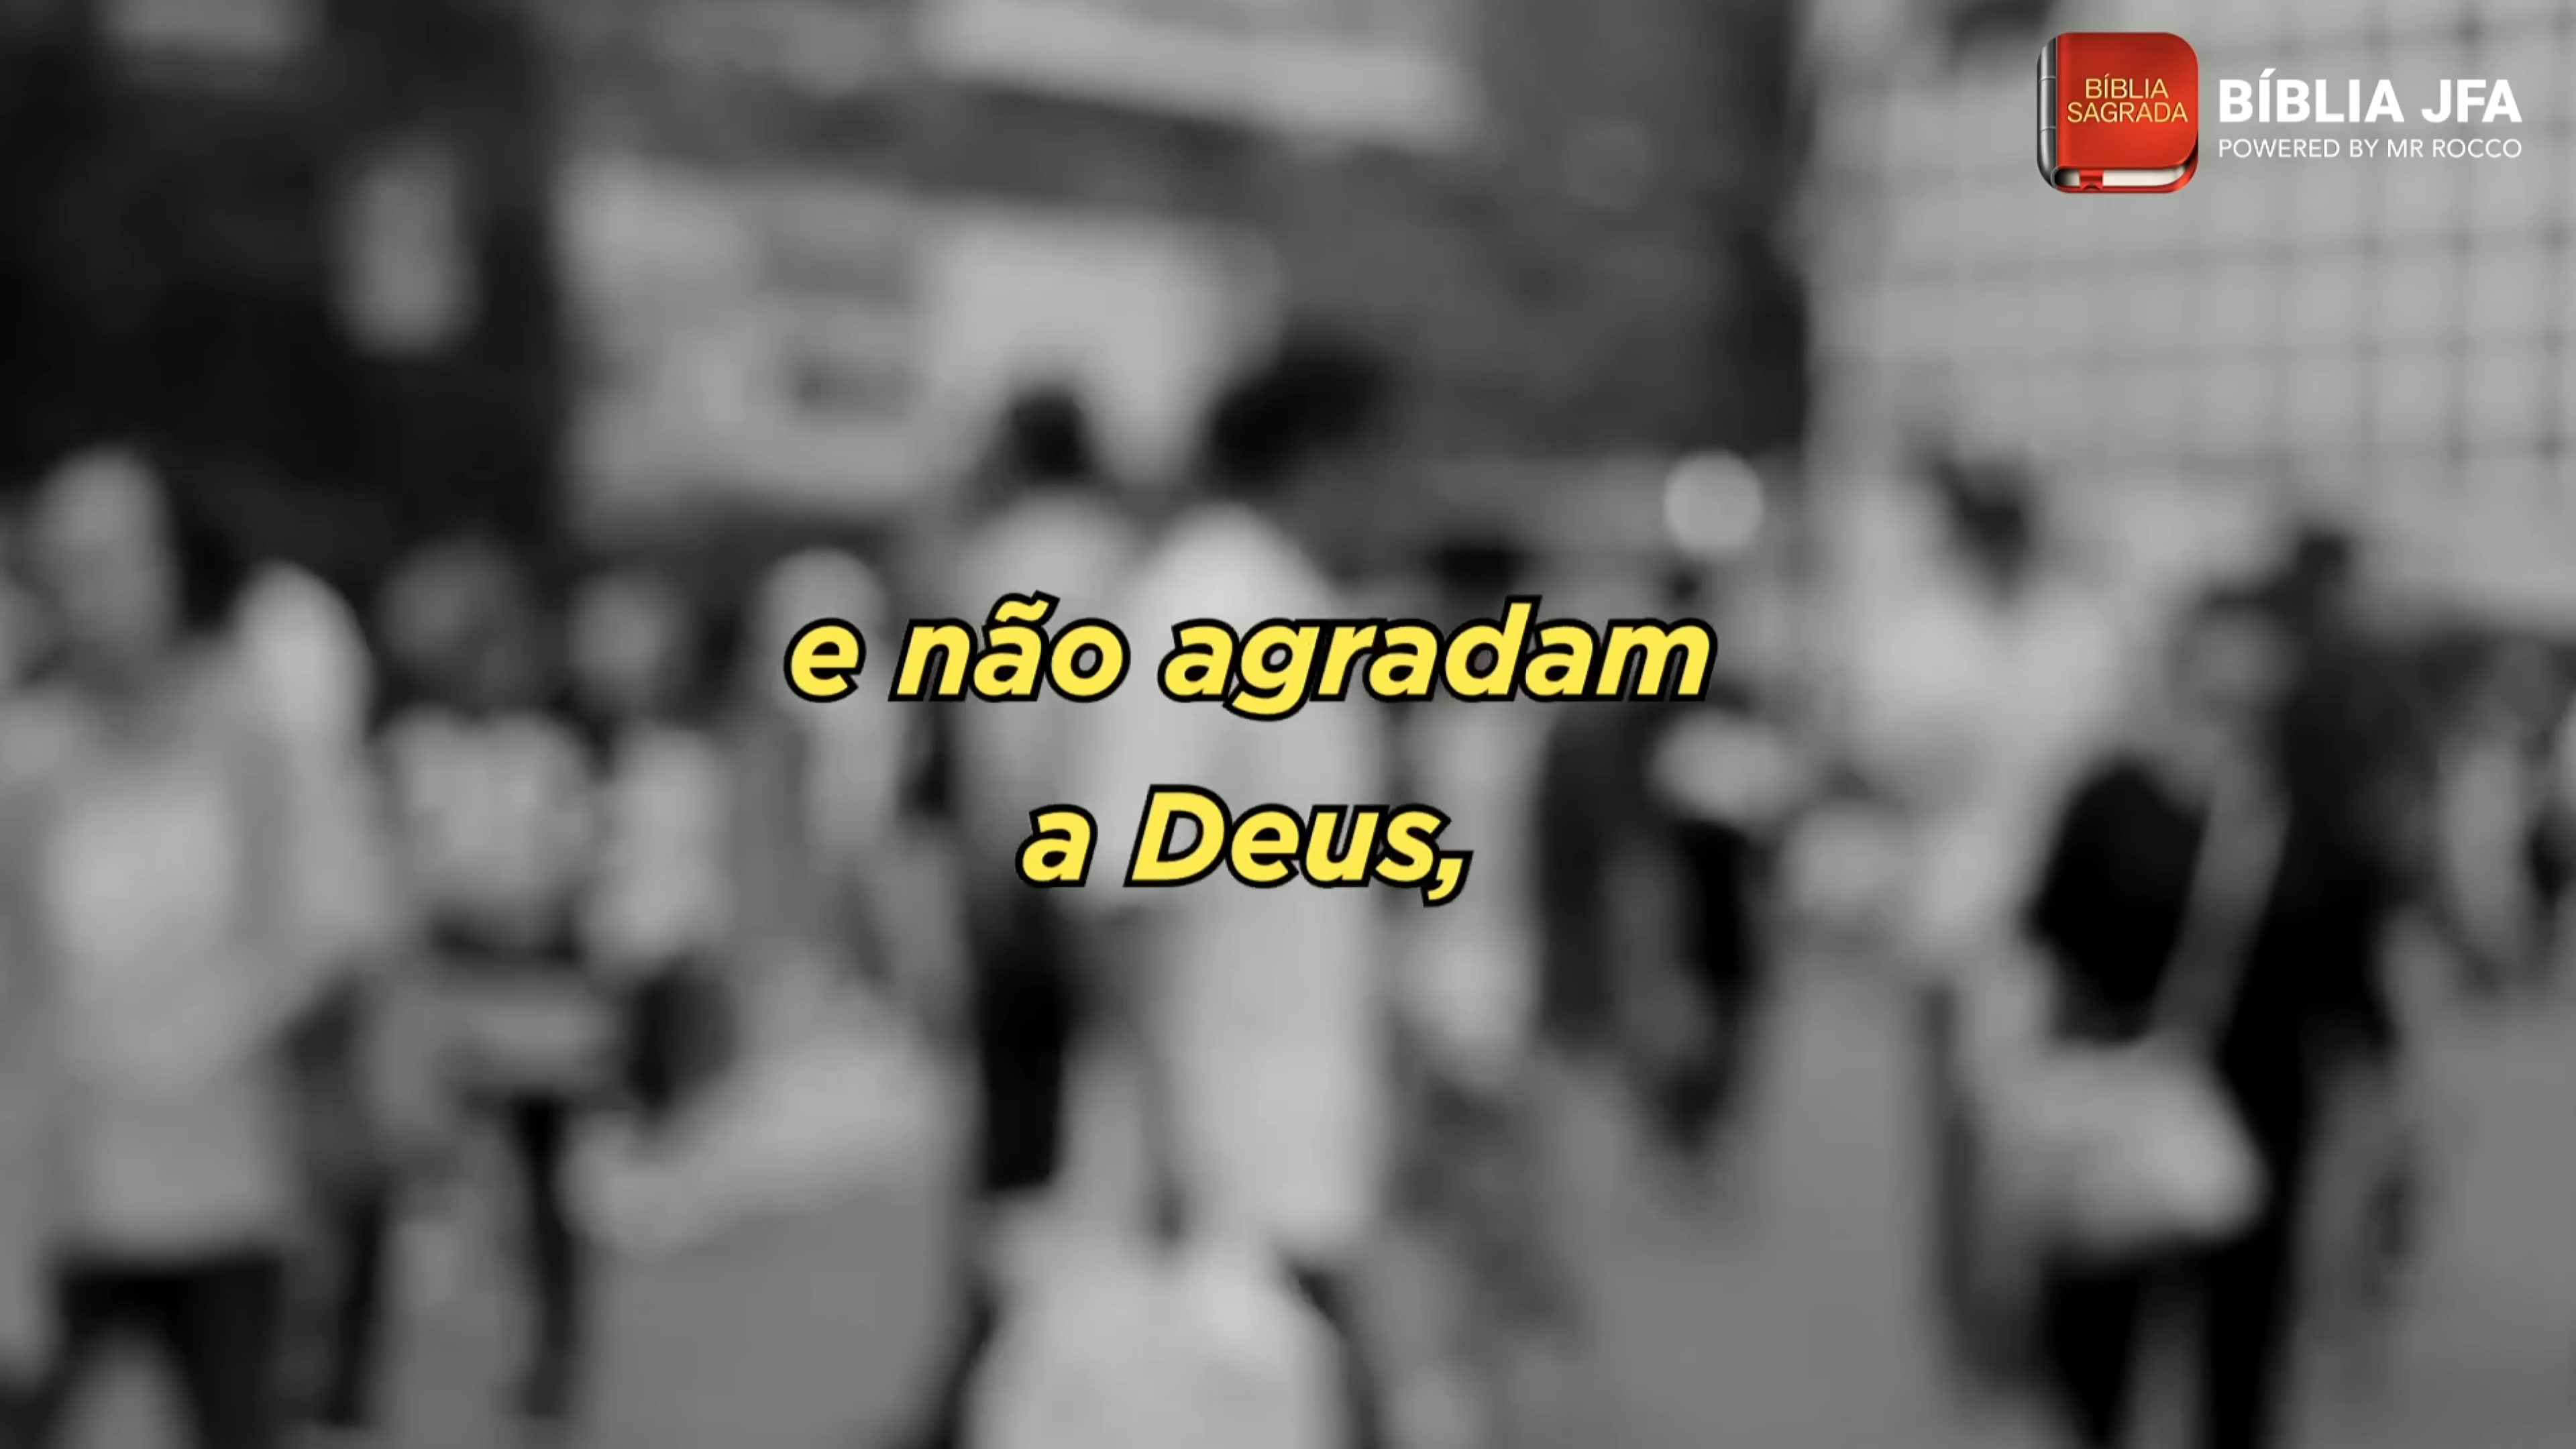 BÍBLIA
SAGRADA
BÍBLIA JFA
POWERED BY MR ROCCO
e não agradam
a Deus,